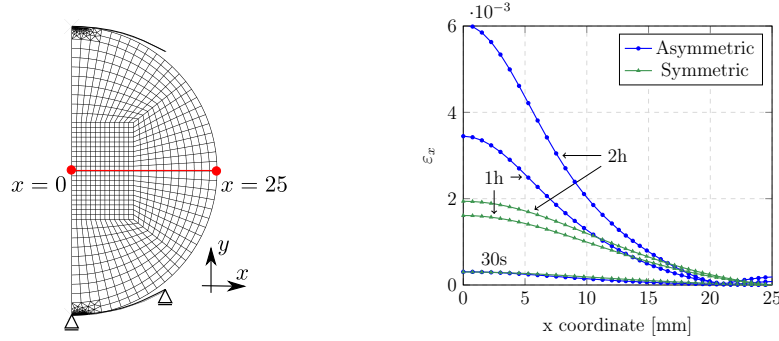 x = 0
x = 25
y
x
·10⁻³
6
4
2
0
εₓ
Asymmetric
Symmetric
2h
1h
30s
0 5 10 15 20 25
x coordinate [mm]